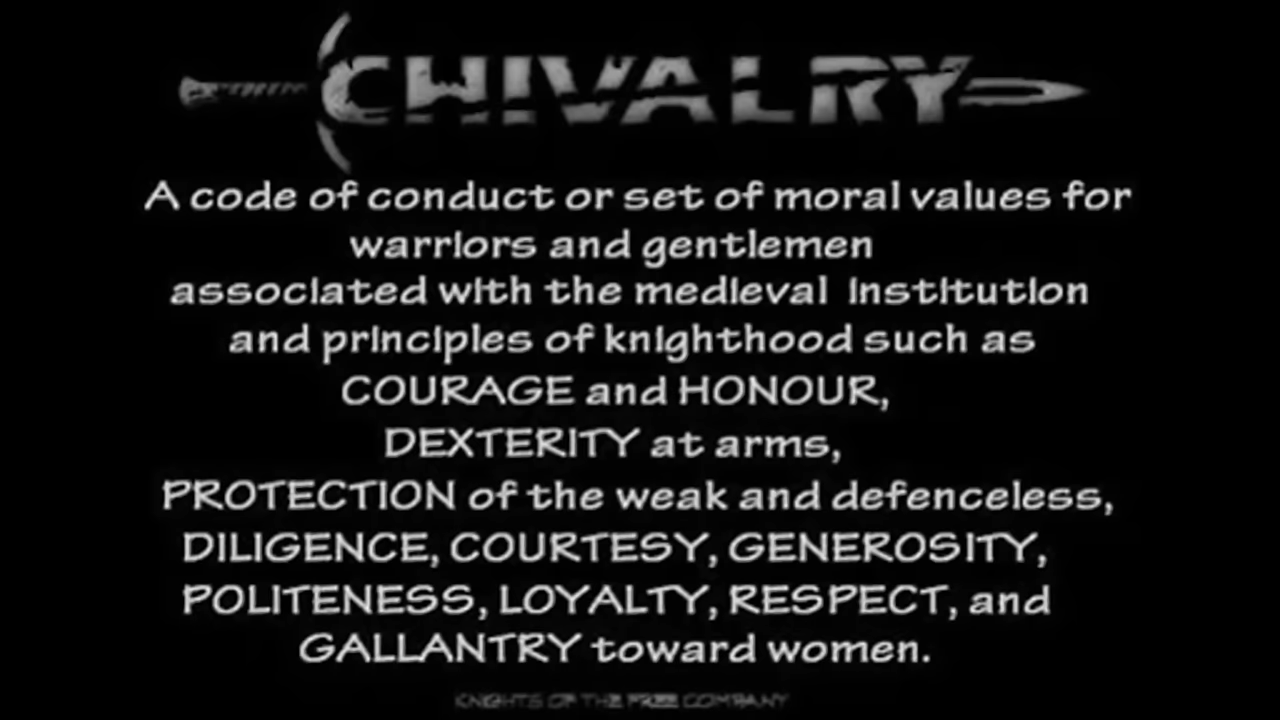 CHIVALRY
A code of conduct or set of moral values for
warriors and gentlemen
associated with the medieval institution
and principles of knighthood such as
COURAGE and HONOUR,
DEXTERITY at arms,
PROTECTION of the weak and defenceless,
DILIGENCE, COURTESY, GENEROSITY,
POLITENESS, LOYALTY, RESPECT, and
GALLANTRY toward women.
KNIGHTS OF THE FREE COMPANY